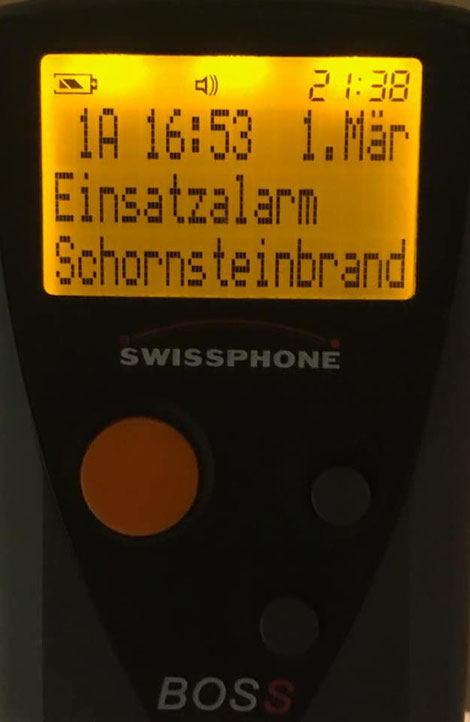 21:38
1A 16:53 1.Mär
Einsatzalarm
Schornsteinbrand
SWISSPHONE
BOSS